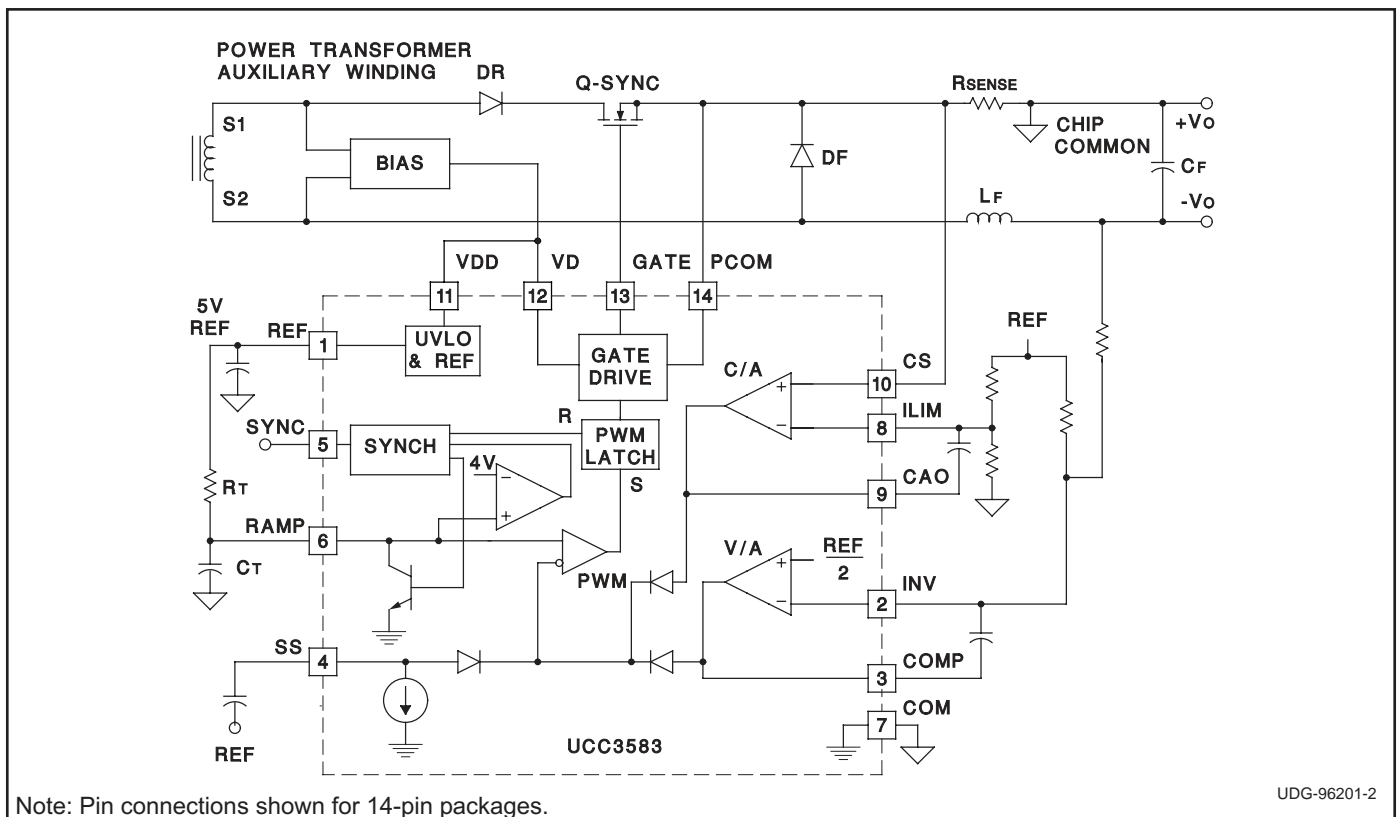 POWER TRANSFORMER
AUXILIARY WINDING
DR
Q-SYNC
RSENSE
+VO
CHIP
COMMON
S1
BIAS
DF
CF
S2
LF
-VO
VDD
VD
GATE
PCOM
11
12
13
14
5V
REF
REF
1
UVLO
& REF
GATE
DRIVE
C/A
+
−
CS
10
ILIM
8
REF
SYNC
5
SYNCH
R
PWM
LATCH
S
4V
−
+
CAO
9
RT
RAMP
6
CT
PWM
V/A
+
−
REF
2
INV
2
SS
4
COMP
3
COM
7
REF
UCC3583
UDG-96201-2
Note: Pin connections shown for 14-pin packages.